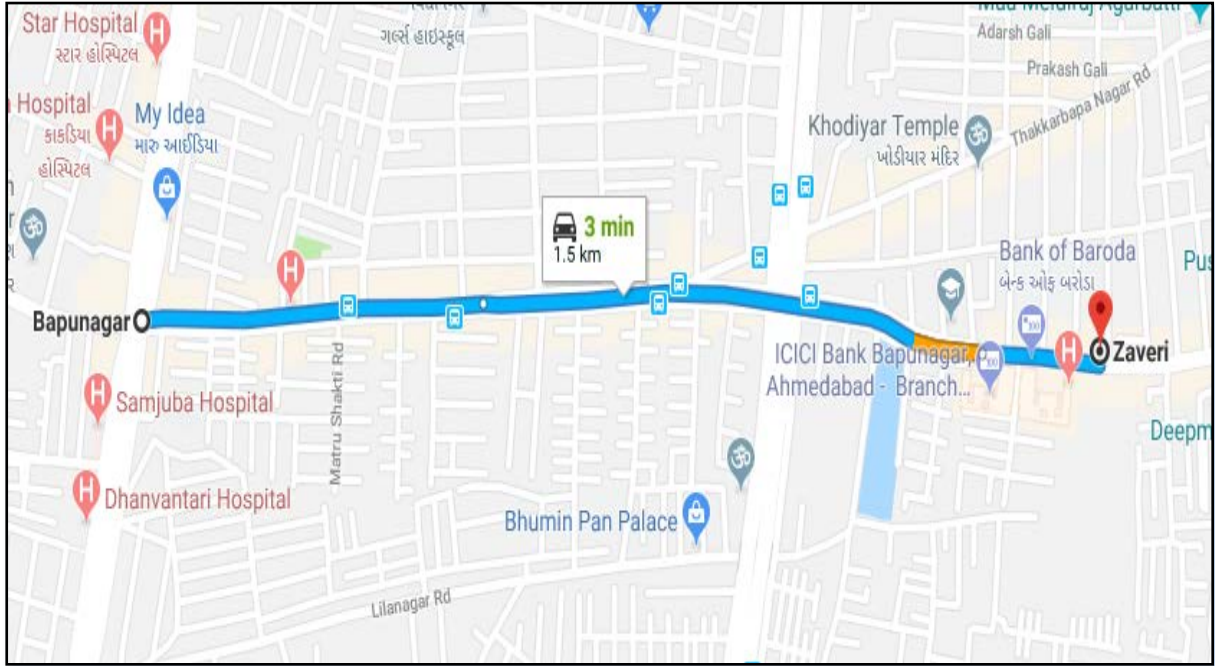 Star Hospital
સ્ટાર હોસ્પિટલ
Hospital
કાકડિયા
હોસ્પિટલ
My Idea
મારુ આઈડિયા
ગર્લ્સ હાઇસ્કૂલ
Adarsh Gali
Prakash Gali
Thakkarbapa Nagar Rd
Khodiyar Temple
ખોડીયાર મંદિર
3 min
1.5 km
Bank of Baroda
બેન્ક ઓફ બરોડા
Pus
Bapunagar
Zaveri
ICICI Bank Bapunagar,
Ahmedabad - Branch...
Matru Shakti Rd
Samjuba Hospital
Deepm
Dhanvantari Hospital
Bhumin Pan Palace
Lilanagar Rd